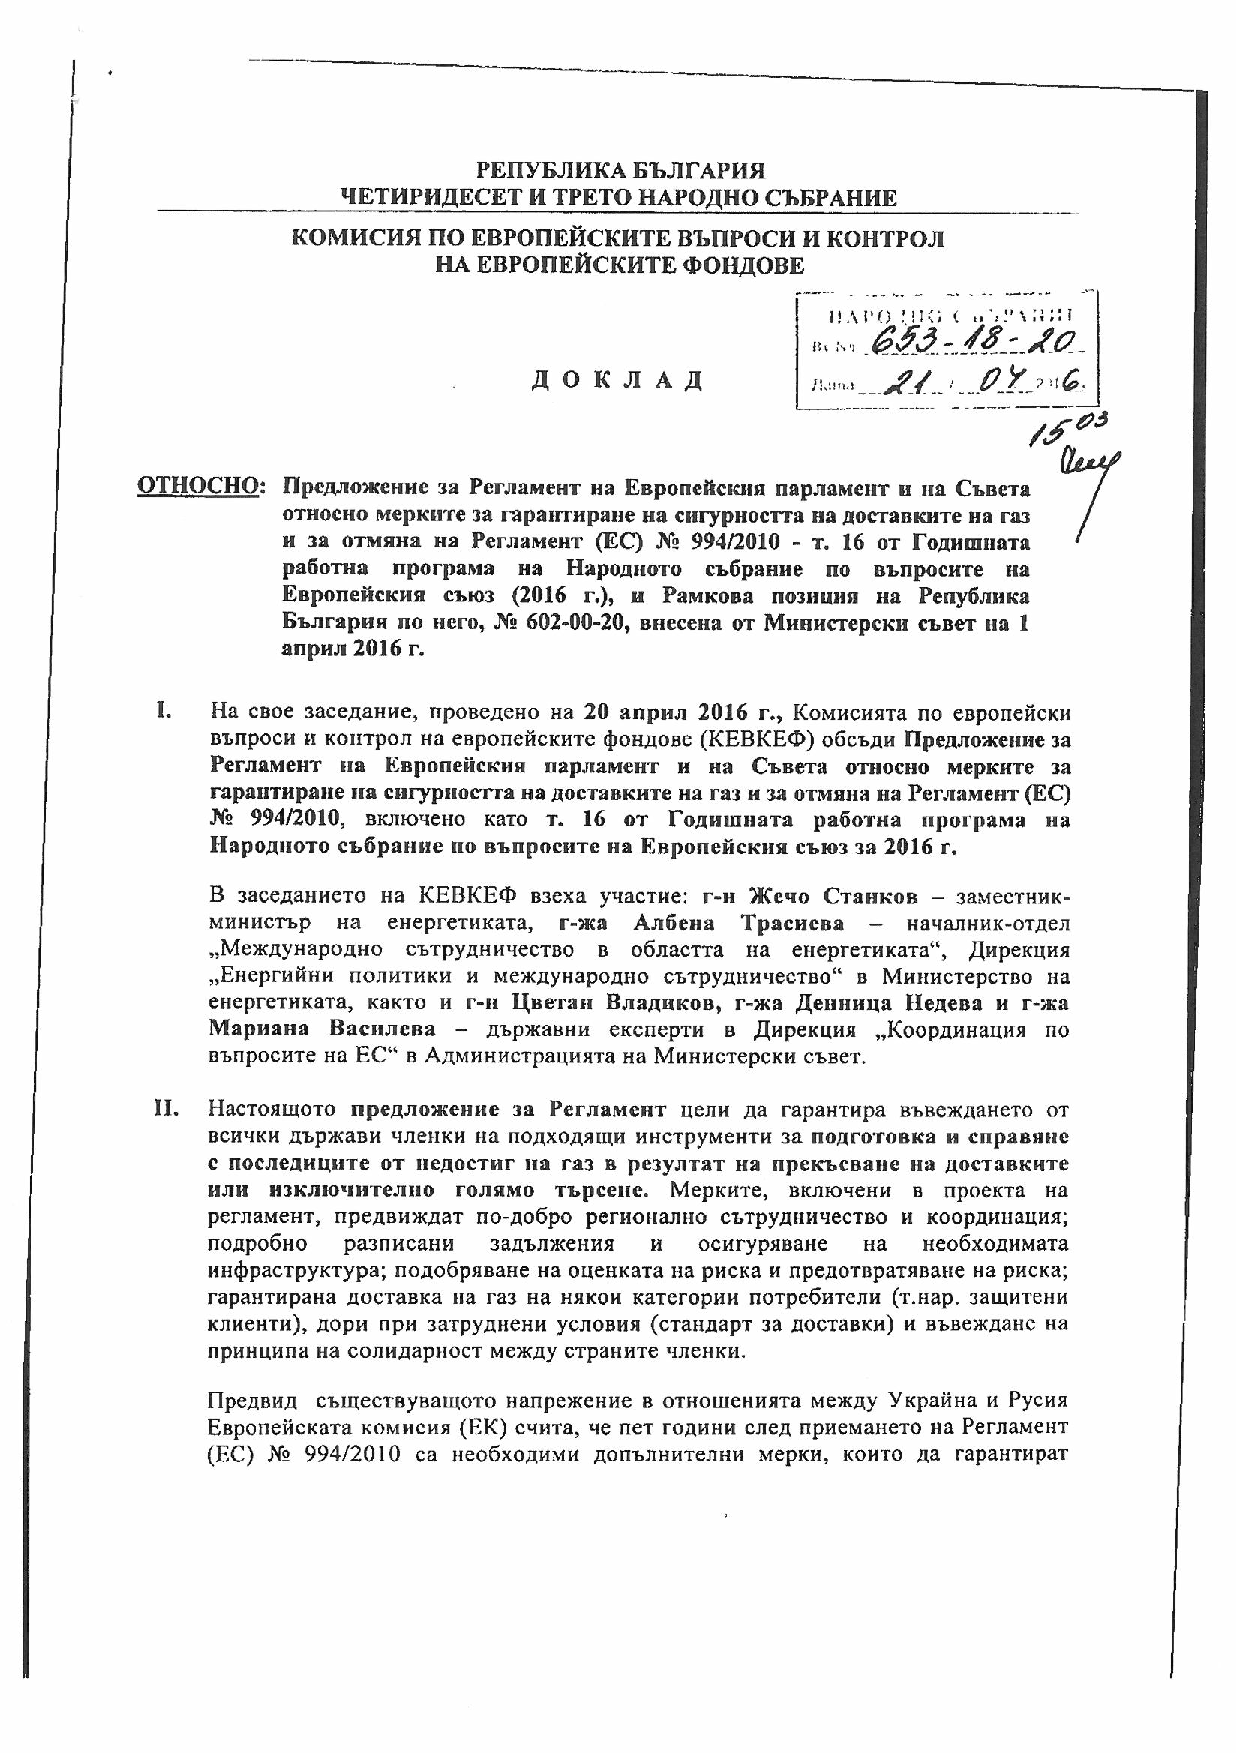 РЕПУБЛИКА БЪЛГАРИЯ
ЧЕТИРИДЕСЕТ И ТРЕТО НАРОДНО СЪБРАНИЕ
КОМИСИЯ ПО ЕВРОПЕЙСКИТЕ ВЪПРОСИ И КОНТРОЛ
НА ЕВРОПЕЙСКИТЕ ФОНДОВЕ
НАРОДНО СЪБРАНИЕ
653-18-20
Д О К Л А Д
Дата 21 / 04 2016.
15 03
ОТНОСНО: Предложение за Регламент на Европейския парламент и на Съвета
относно мерките за гарантиране на сигурността на доставките на газ
и за отмяна на Регламент (ЕС) № 994/2010 - т. 16 от Годишната
работна програма на Народното събрание по въпросите на
Европейския съюз (2016 г.), и Рамкова позиция на Република
България по него, № 602-00-20, внесена от Министерски съвет на 1
април 2016 г.
I. На свое заседание, проведено на 20 април 2016 г., Комисията по европейски
въпроси и контрол на европейските фондове (КЕВКЕФ) обсъди Предложение за
Регламент на Европейския парламент и на Съвета относно мерките за
гарантиране на сигурността на доставките на газ и за отмяна на Регламент (ЕС)
№ 994/2010, включено като т. 16 от Годишната работна програма на
Народното събрание по въпросите на Европейския съюз за 2016 г.
В заседанието на КЕВКЕФ взеха участие: г-н Жечо Станков – заместник-
министър на енергетиката, г-жа Албена Трасиева – началник-отдел
„Международно сътрудничество в областта на енергетиката“, Дирекция
„Енергийни политики и международно сътрудничество“ в Министерство на
енергетиката, както и г-н Цветан Владиков, г-жа Денница Недева и г-жа
Мариана Василева – държавни експерти в Дирекция „Координация по
въпросите на ЕС“ в Администрацията на Министерски съвет.
II. Настоящото предложение за Регламент цели да гарантира въвеждането от
всички държави членки на подходящи инструменти за подготовка и справяне
с последиците от недостиг на газ в резултат на прекъсване на доставките
или изключително голямо търсене. Мерките, включени в проекта на
регламент, предвиждат по-добро регионално сътрудничество и координация;
подробно разписани задължения и осигуряване на необходимата
инфраструктура; подобряване на оценката на риска и предотвратяване на риска;
гарантирана доставка на газ на някои категории потребители (т.нар. защитени
клиенти), дори при затруднени условия (стандарт за доставки) и въвеждане на
принципа на солидарност между страните членки.
Предвид съществуващото напрежение в отношенията между Украйна и Русия
Европейската комисия (ЕК) счита, че пет години след приемането на Регламент
(ЕС) № 994/2010 са необходими допълнителни мерки, които да гарантират